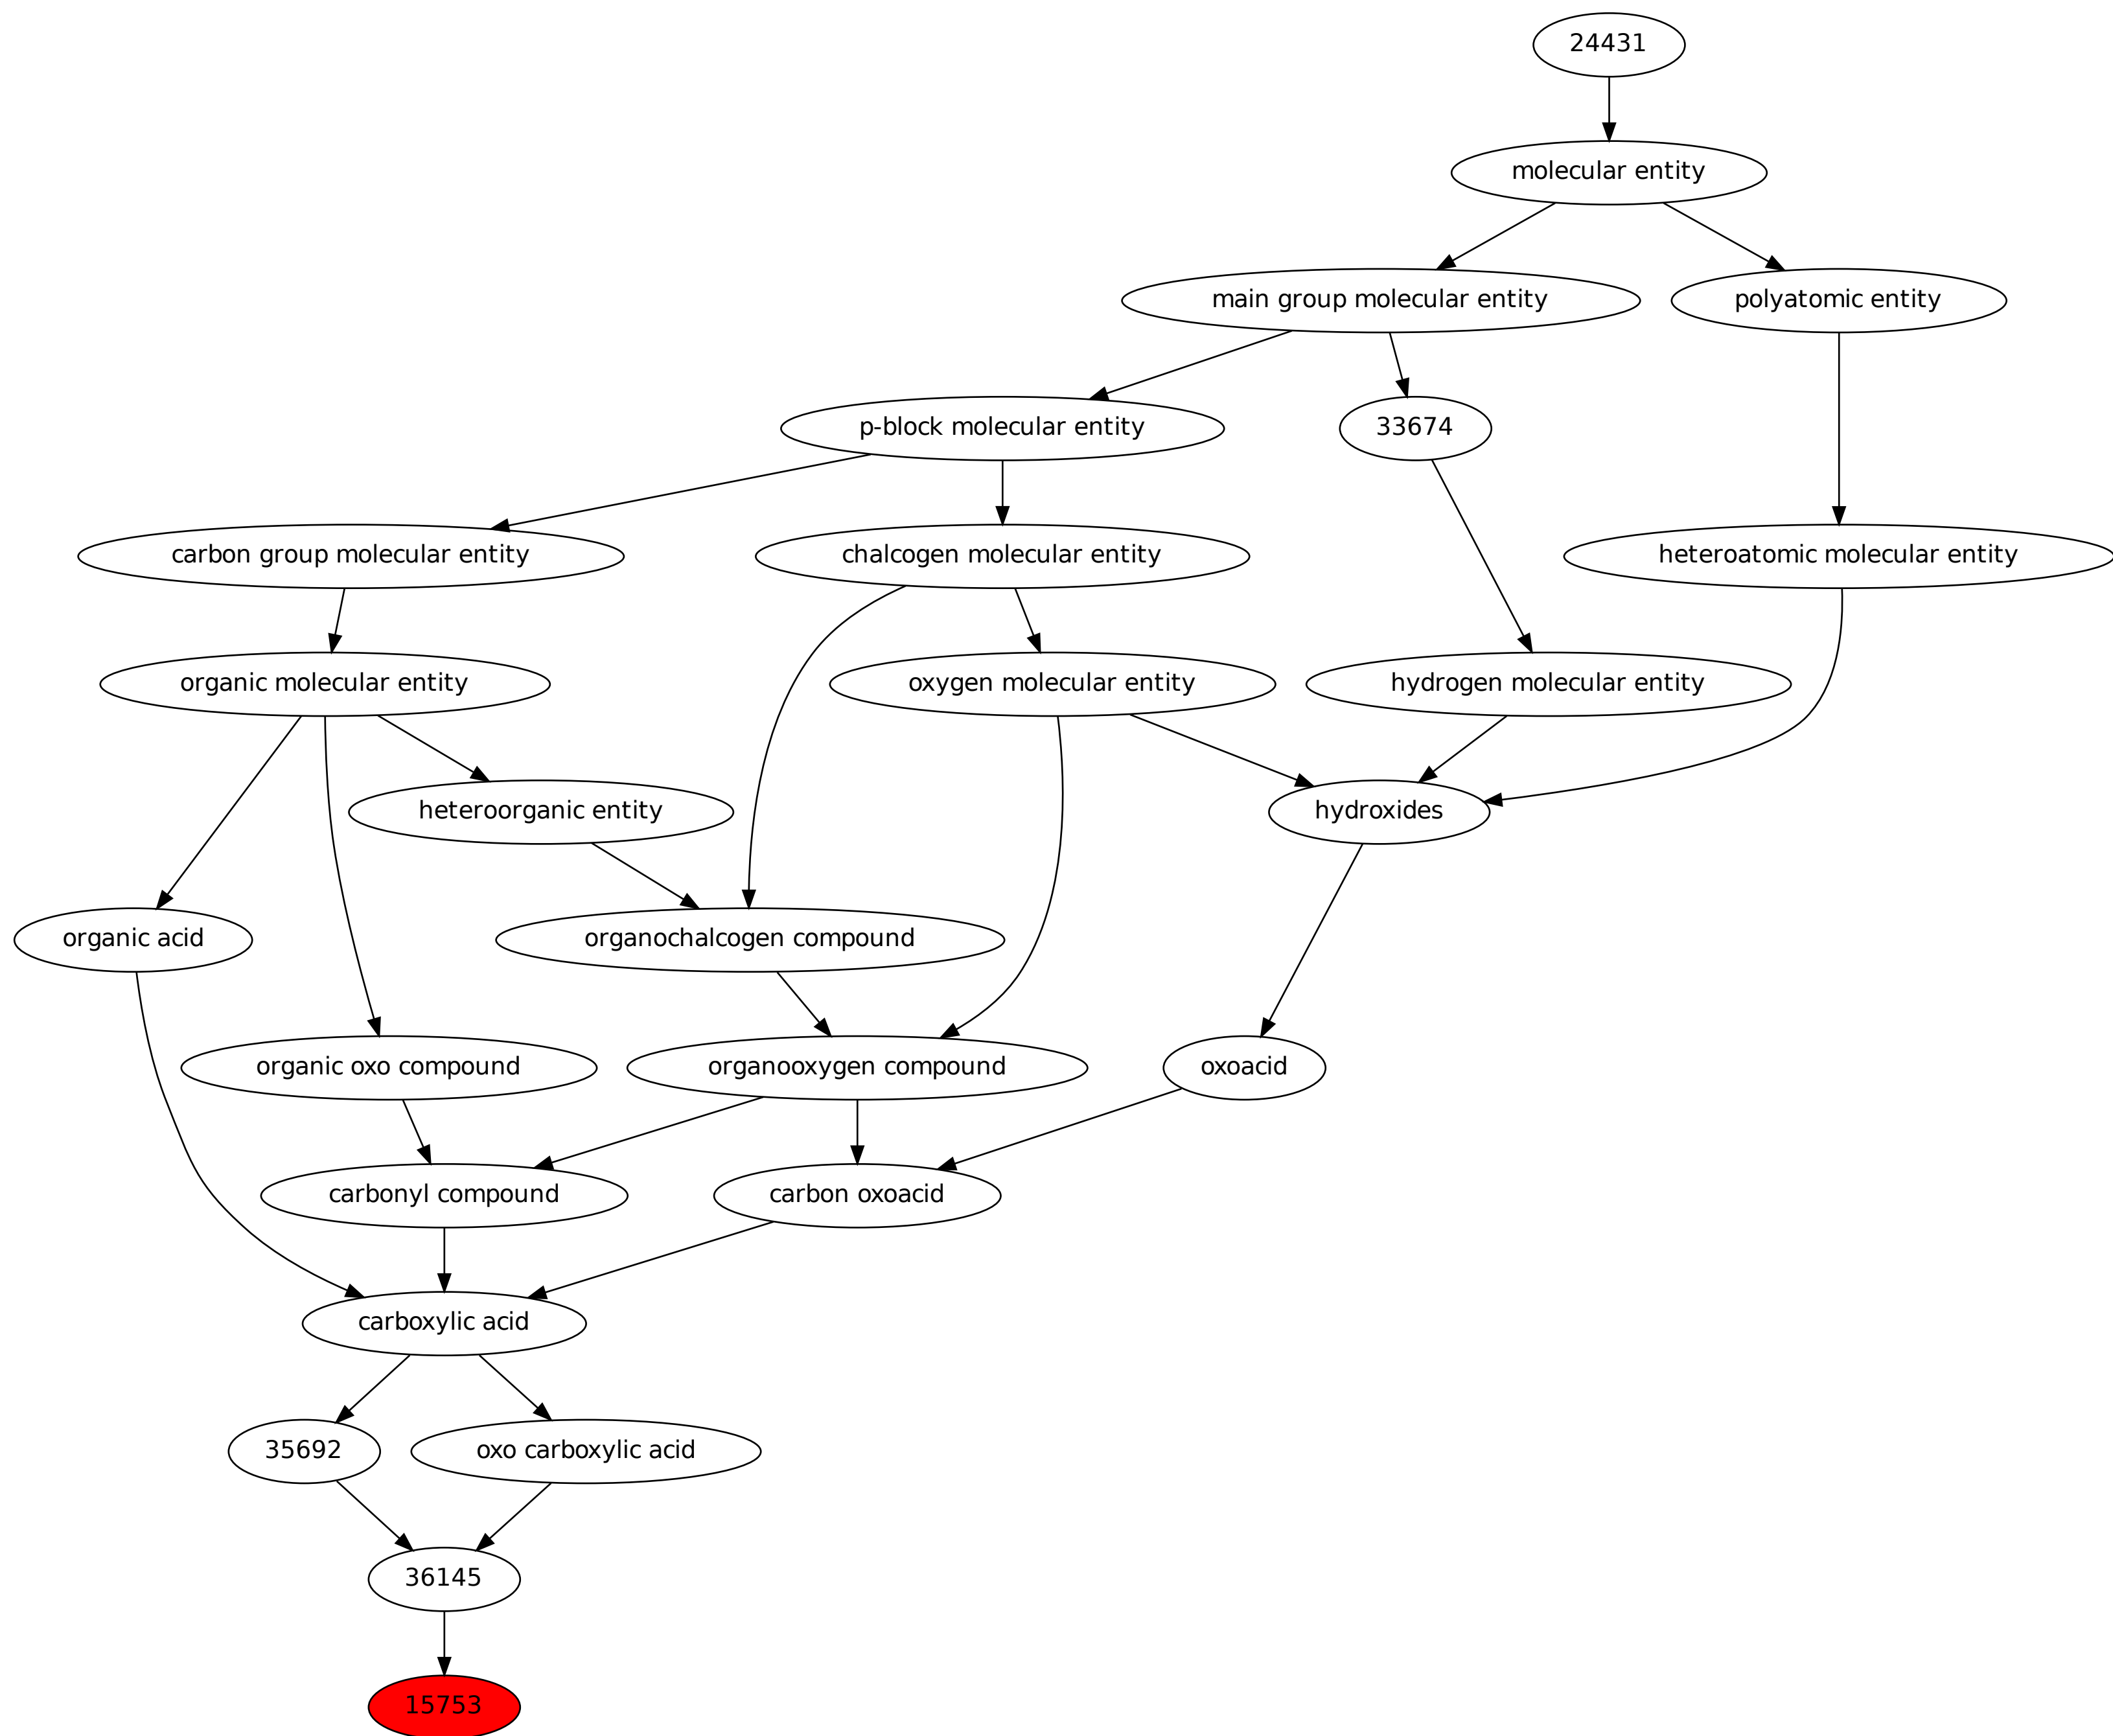 24431
molecular entity
main group molecular entity
polyatomic entity
p-block molecular entity
33674
carbon group molecular entity
chalcogen molecular entity
heteroatomic molecular entity
organic molecular entity
oxygen molecular entity
hydrogen molecular entity
heteroorganic entity
hydroxides
organic acid
organochalcogen compound
organic oxo compound
organooxygen compound
oxoacid
carbonyl compound
carbon oxoacid
carboxylic acid
35692
oxo carboxylic acid
36145
15753